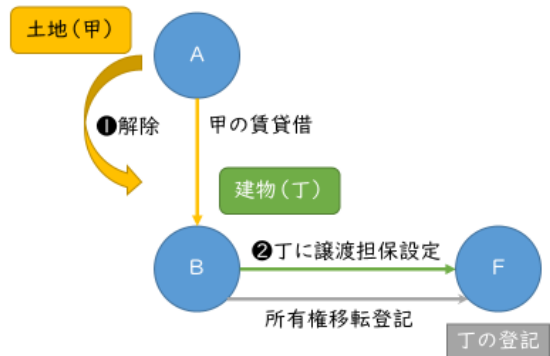 土地（甲）
A
❶解除
甲の賃貸借
建物（丁）
B
❷丁に譲渡担保設定
F
所有権移転登記
丁の登記